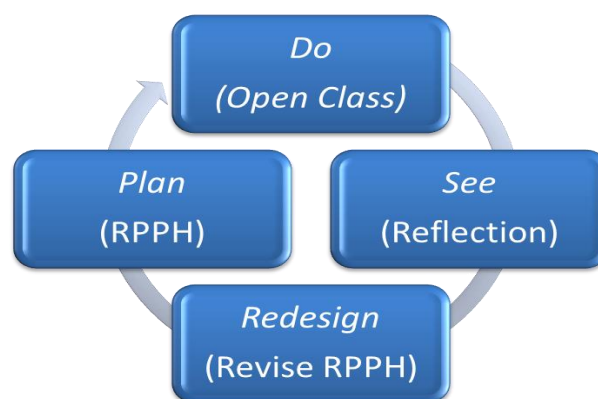 Do
(Open Class)
Plan
(RPPH)
See
(Reflection)
Redesign
(Revise RPPH)